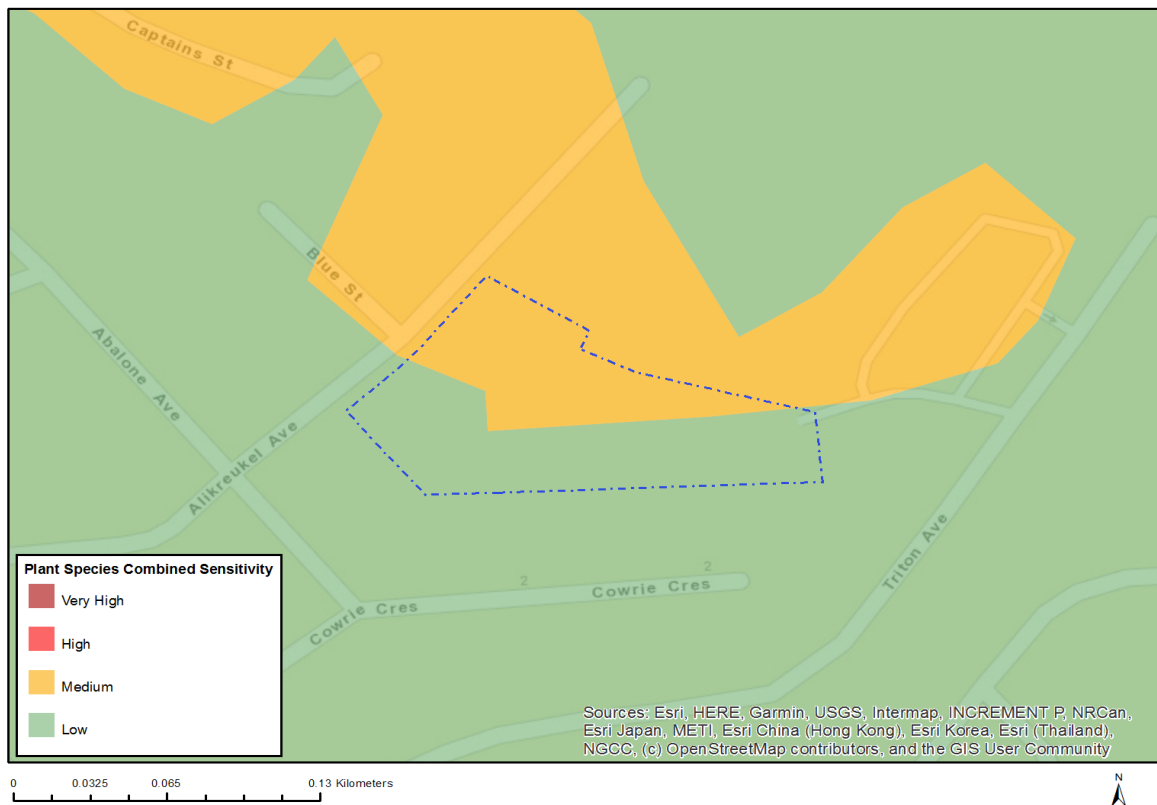 Captains St
Blue St
Abalone Ave
Alikreukel Ave
Triton Ave
2
2
Cowrie Cres
Cowrie Cres
Plant Species Combined Sensitivity
Very High
High
Medium
Low
Sources: Esri, HERE, Garmin, USGS, Intermap, INCREMENT P, NRCan,
Esri Japan, METI, Esri China (Hong Kong), Esri Korea, Esri (Thailand),
NGCC, (c) OpenStreetMap contributors, and the GIS User Community
0 0.0325 0.065 0.13 Kilometers
N